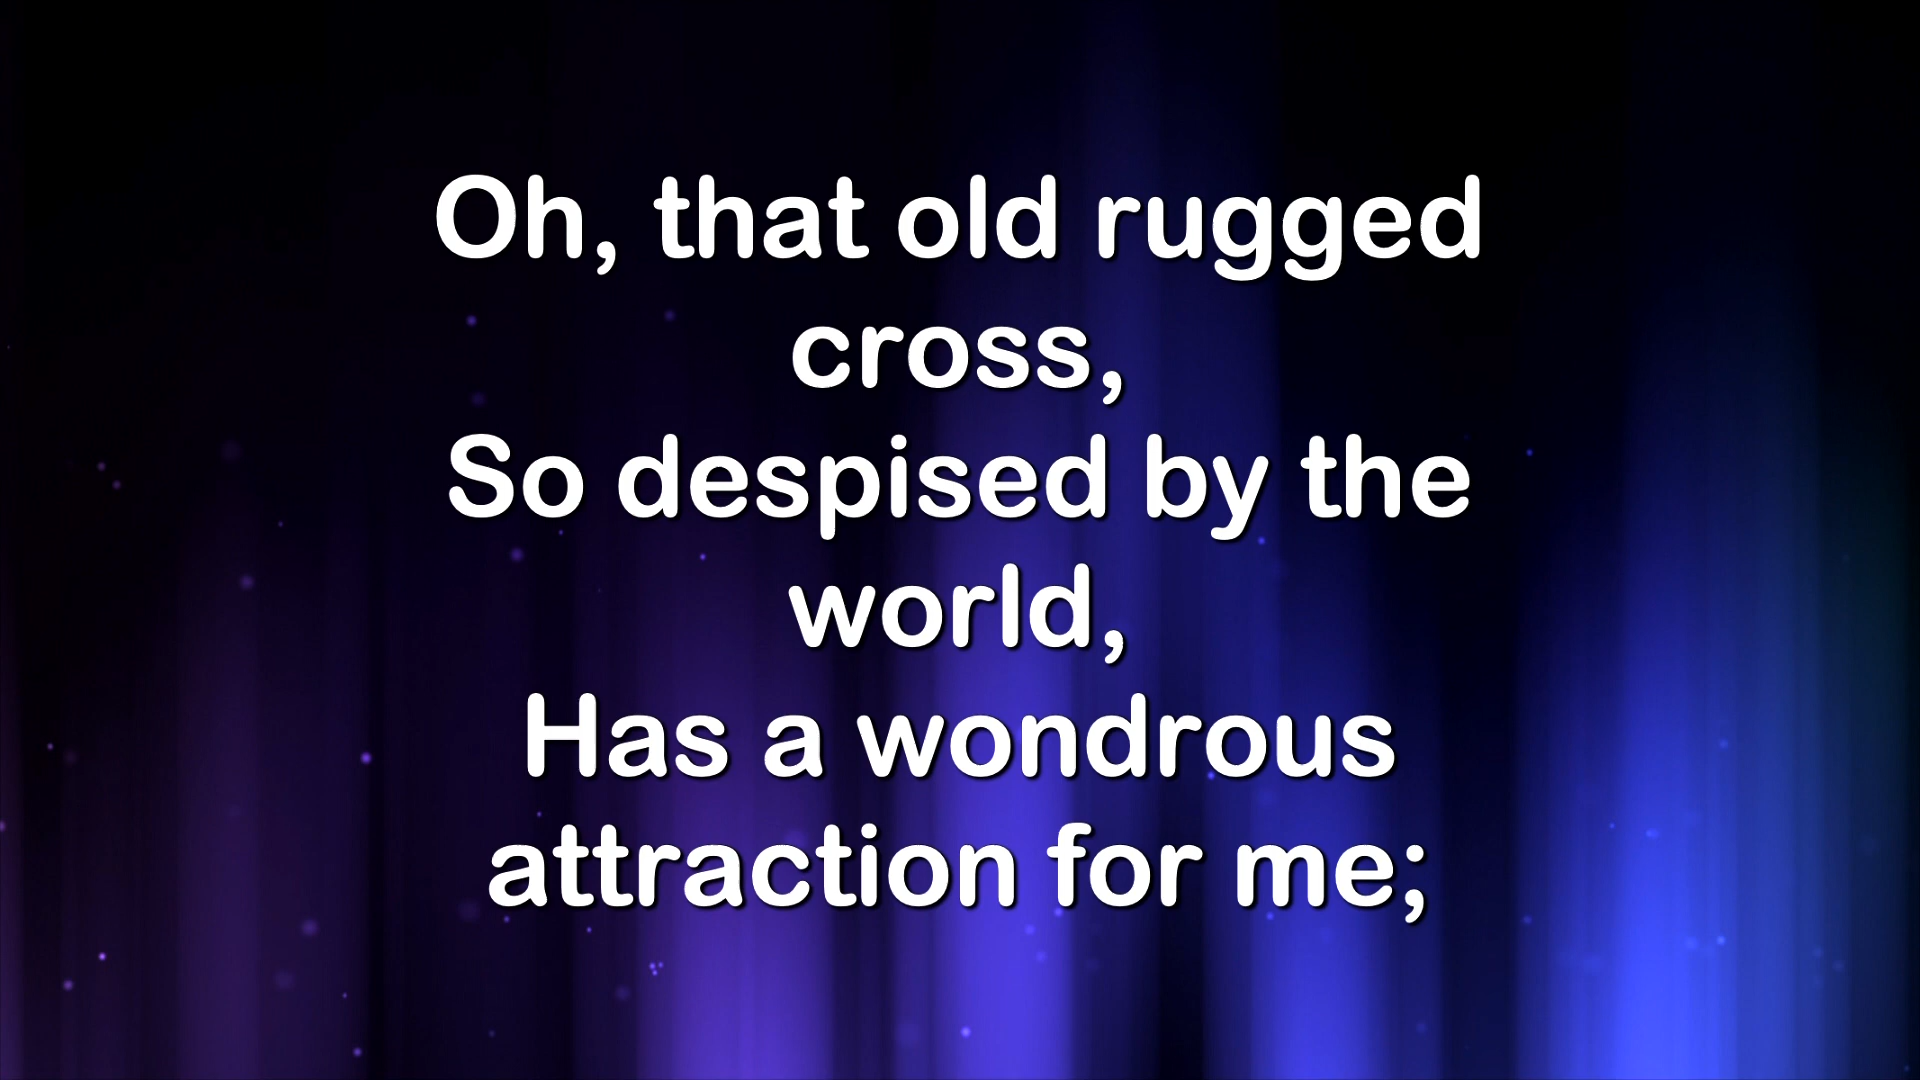 Oh, that old rugged
cross,
So despised by the
world,
Has a wondrous
attraction for me;